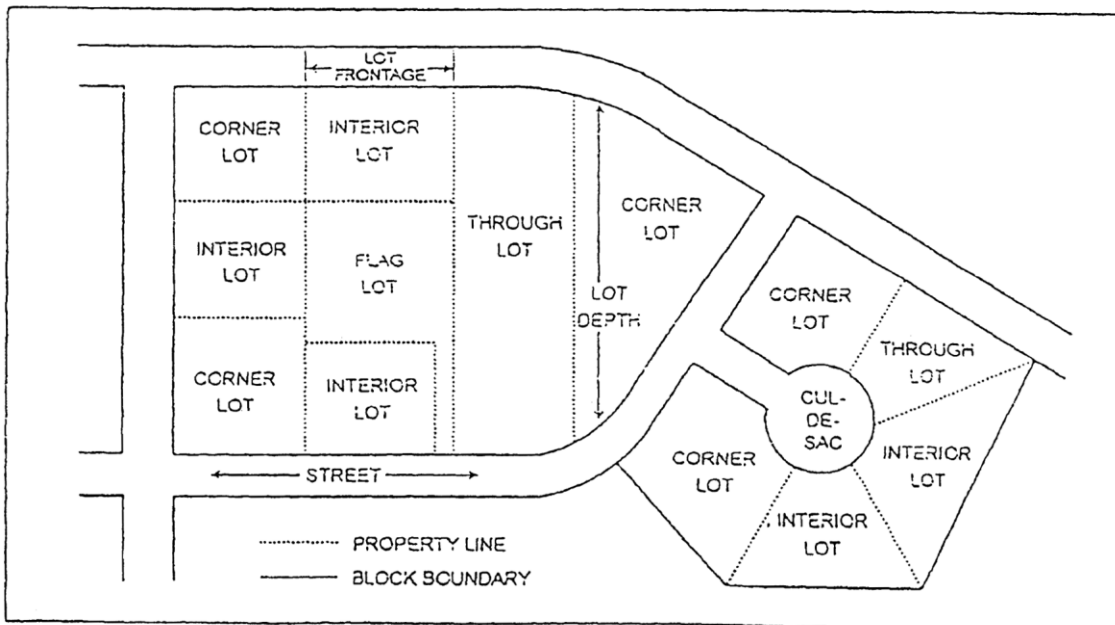 LOT
FRONTAGE
CORNER
LOT
INTERIOR
LOT
THROUGH
LOT
CORNER
LOT
INTERIOR
LOT
FLAG
LOT
LOT
DEPTH
CORNER
LOT
INTERIOR
LOT
CORNER
LOT
THROUGH
LOT
CUL-
DE-
SAC
CORNER
LOT
INTERIOR
LOT
INTERIOR
LOT
STREET
PROPERTY LINE
BLOCK BOUNDARY